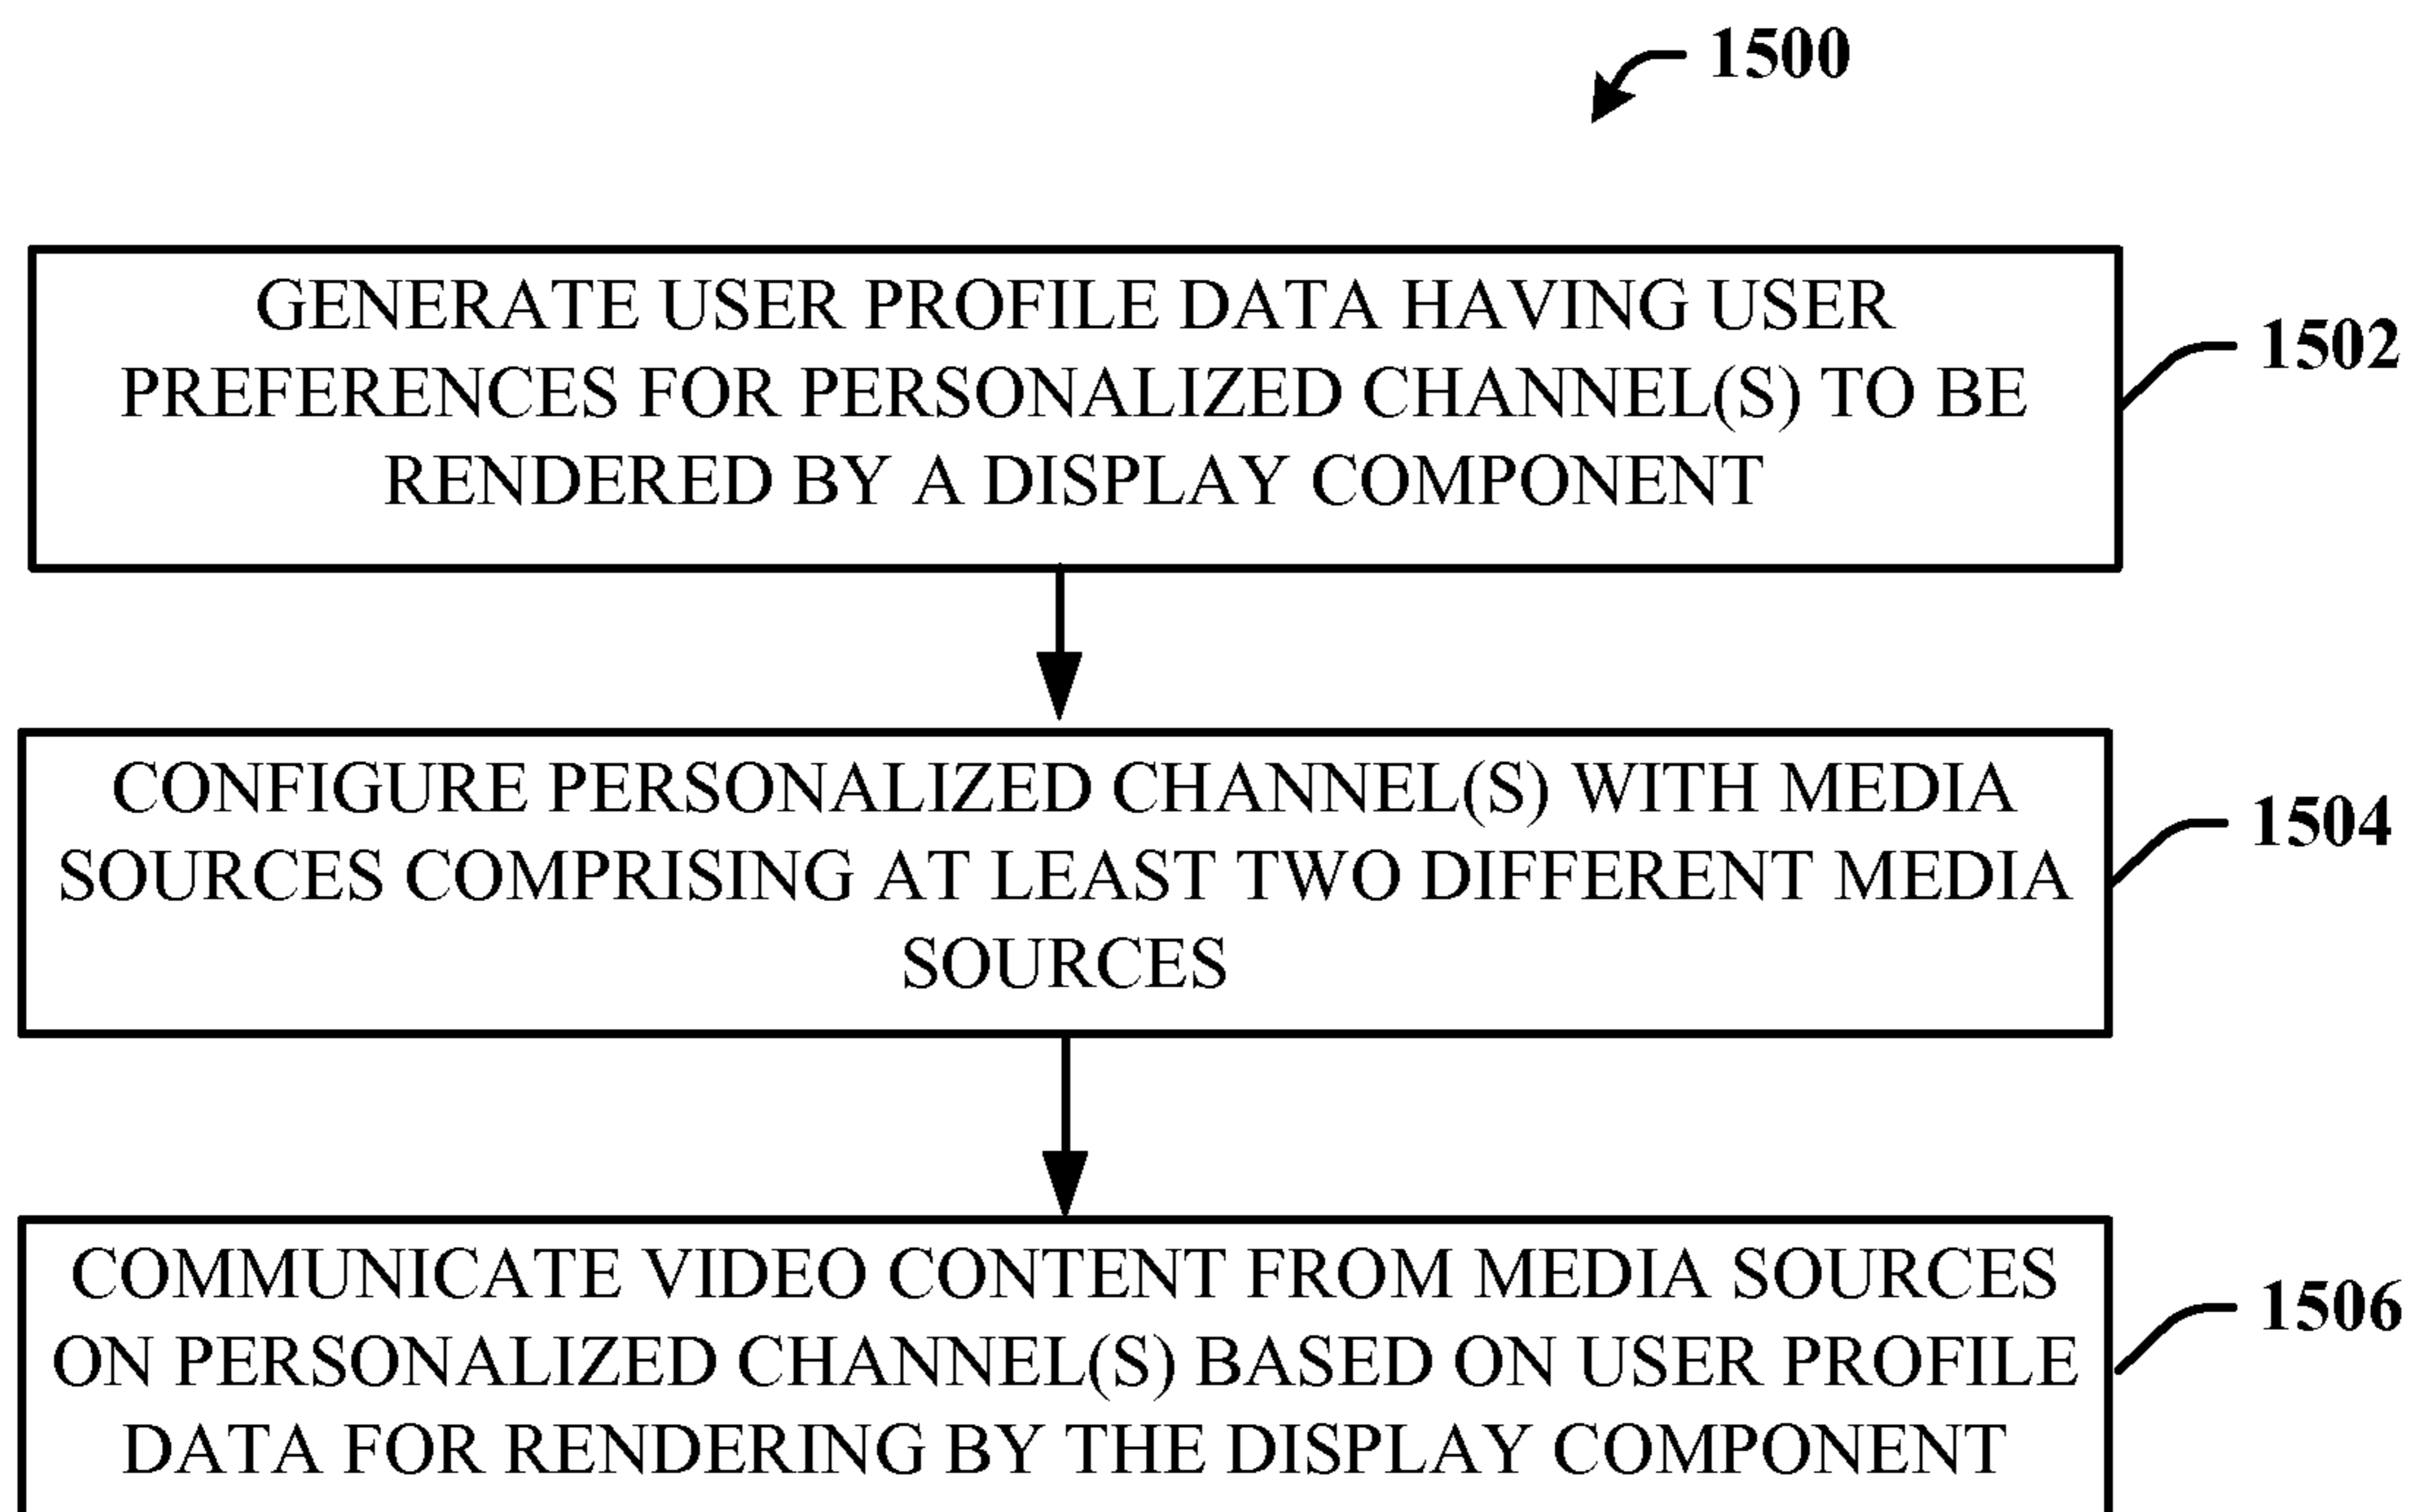 1500
GENERATE USER PROFILE DATA HAVING USER
PREFERENCES FOR PERSONALIZED CHANNEL(S) TO BE
RENDERED BY A DISPLAY COMPONENT
1502
CONFIGURE PERSONALIZED CHANNEL(S) WITH MEDIA
SOURCES COMPRISING AT LEAST TWO DIFFERENT MEDIA
SOURCES
1504
COMMUNICATE VIDEO CONTENT FROM MEDIA SOURCES
ON PERSONALIZED CHANNEL(S) BASED ON USER PROFILE
DATA FOR RENDERING BY THE DISPLAY COMPONENT
1506